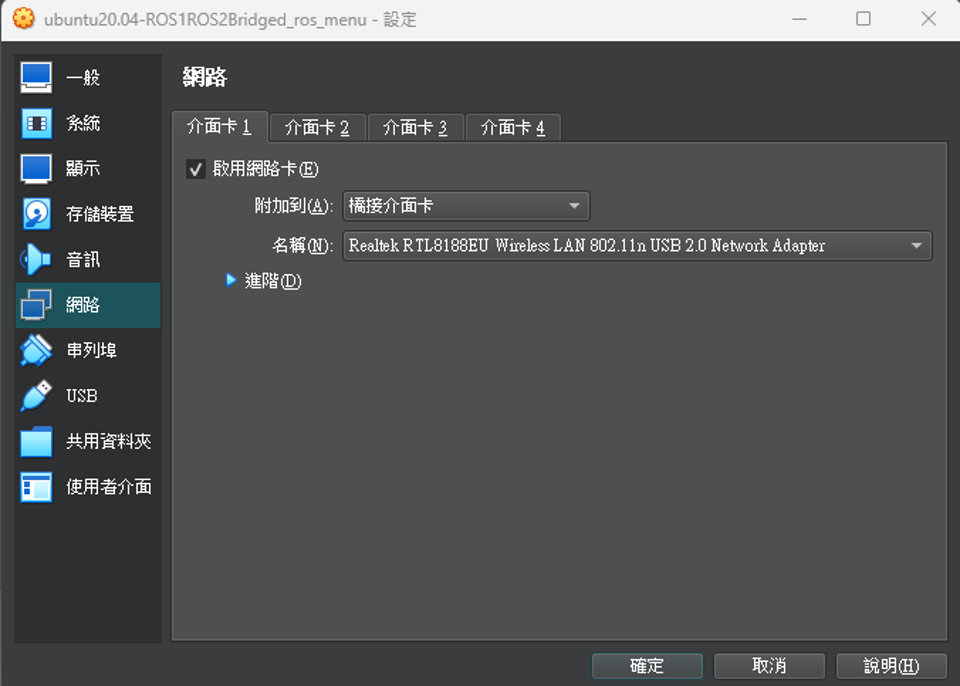 ubuntu20.04-ROS1ROS2Bridged_ros_menu - 設定
一般
系統
顯示
存儲裝置
音訊
網路
串列埠
USB
共用資料夾
使用者介面
網路
介面卡 1 介面卡 2 介面卡 3 介面卡 4
啟用網路卡(E)
附加到(A): 橋接介面卡
名稱(N): Realtek RTL8188EU Wireless LAN 802.11n USB 2.0 Network Adapter
進階(D)
確定 取消 說明(H)